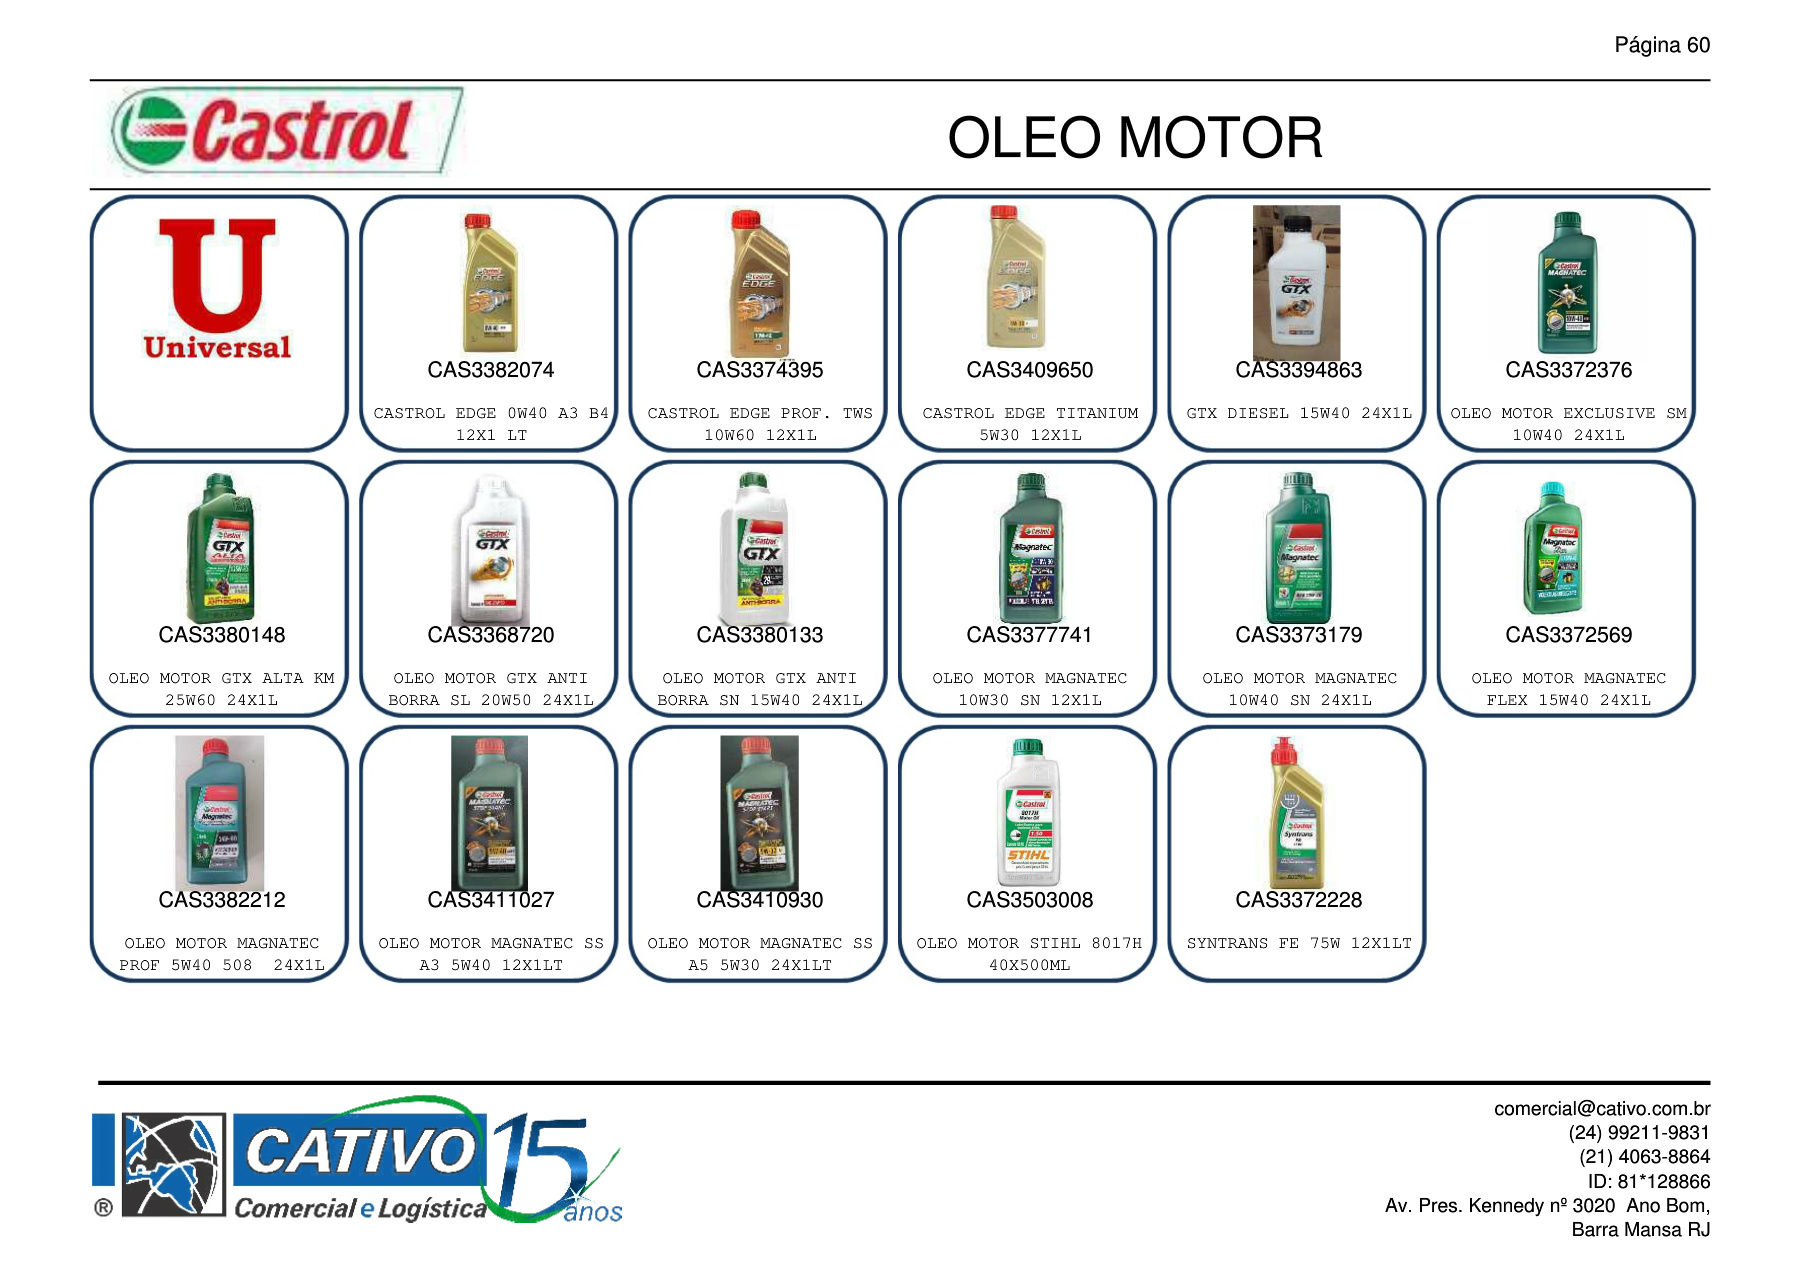 Página 60
Castrol
OLEO MOTOR
U
Universal
CAS3382074
CASTROL EDGE 0W40 A3 B4
12X1 LT
CAS3374395
CASTROL EDGE PROF. TWS
10W60 12X1L
CAS3409650
CASTROL EDGE TITANIUM
5W30 12X1L
CAS3394863
GTX DIESEL 15W40 24X1L
CAS3372376
OLEO MOTOR EXCLUSIVE SM
10W40 24X1L
CAS3380148
OLEO MOTOR GTX ALTA KM
25W60 24X1L
CAS3368720
OLEO MOTOR GTX ANTI
BORRA SL 20W50 24X1L
CAS3380133
OLEO MOTOR GTX ANTI
BORRA SN 15W40 24X1L
CAS3377741
OLEO MOTOR MAGNATEC
10W30 SN 12X1L
CAS3373179
OLEO MOTOR MAGNATEC
10W40 SN 24X1L
CAS3372569
OLEO MOTOR MAGNATEC
FLEX 15W40 24X1L
CAS3382212
OLEO MOTOR MAGNATEC
PROF 5W40 508  24X1L
CAS3411027
OLEO MOTOR MAGNATEC SS
A3 5W40 12X1LT
CAS3410930
OLEO MOTOR MAGNATEC SS
A5 5W30 24X1LT
CAS3503008
OLEO MOTOR STIHL 8017H
40X500ML
CAS3372228
SYNTRANS FE 75W 12X1LT
CATIVO 15
® Comercial e Logística anos
comercial@cativo.com.br
(24) 99211-9831
(21) 4063-8864
ID: 81*128866
Av. Pres. Kennedy nº 3020  Ano Bom,
Barra Mansa RJ